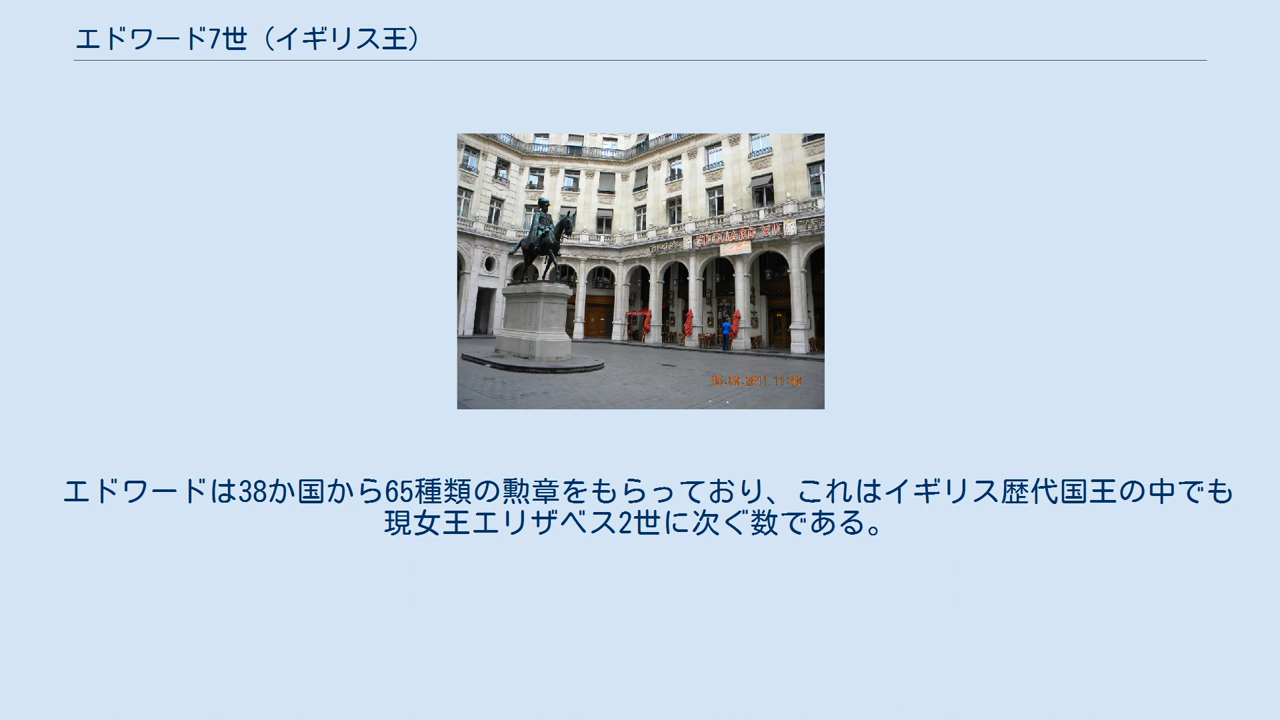 エドワード7世（イギリス王）
EDOUARD VII
エドワードは38か国から65種類の勲章をもらっており、これはイギリス歴代国王の中でも
現女王エリザベス2世に次ぐ数である。